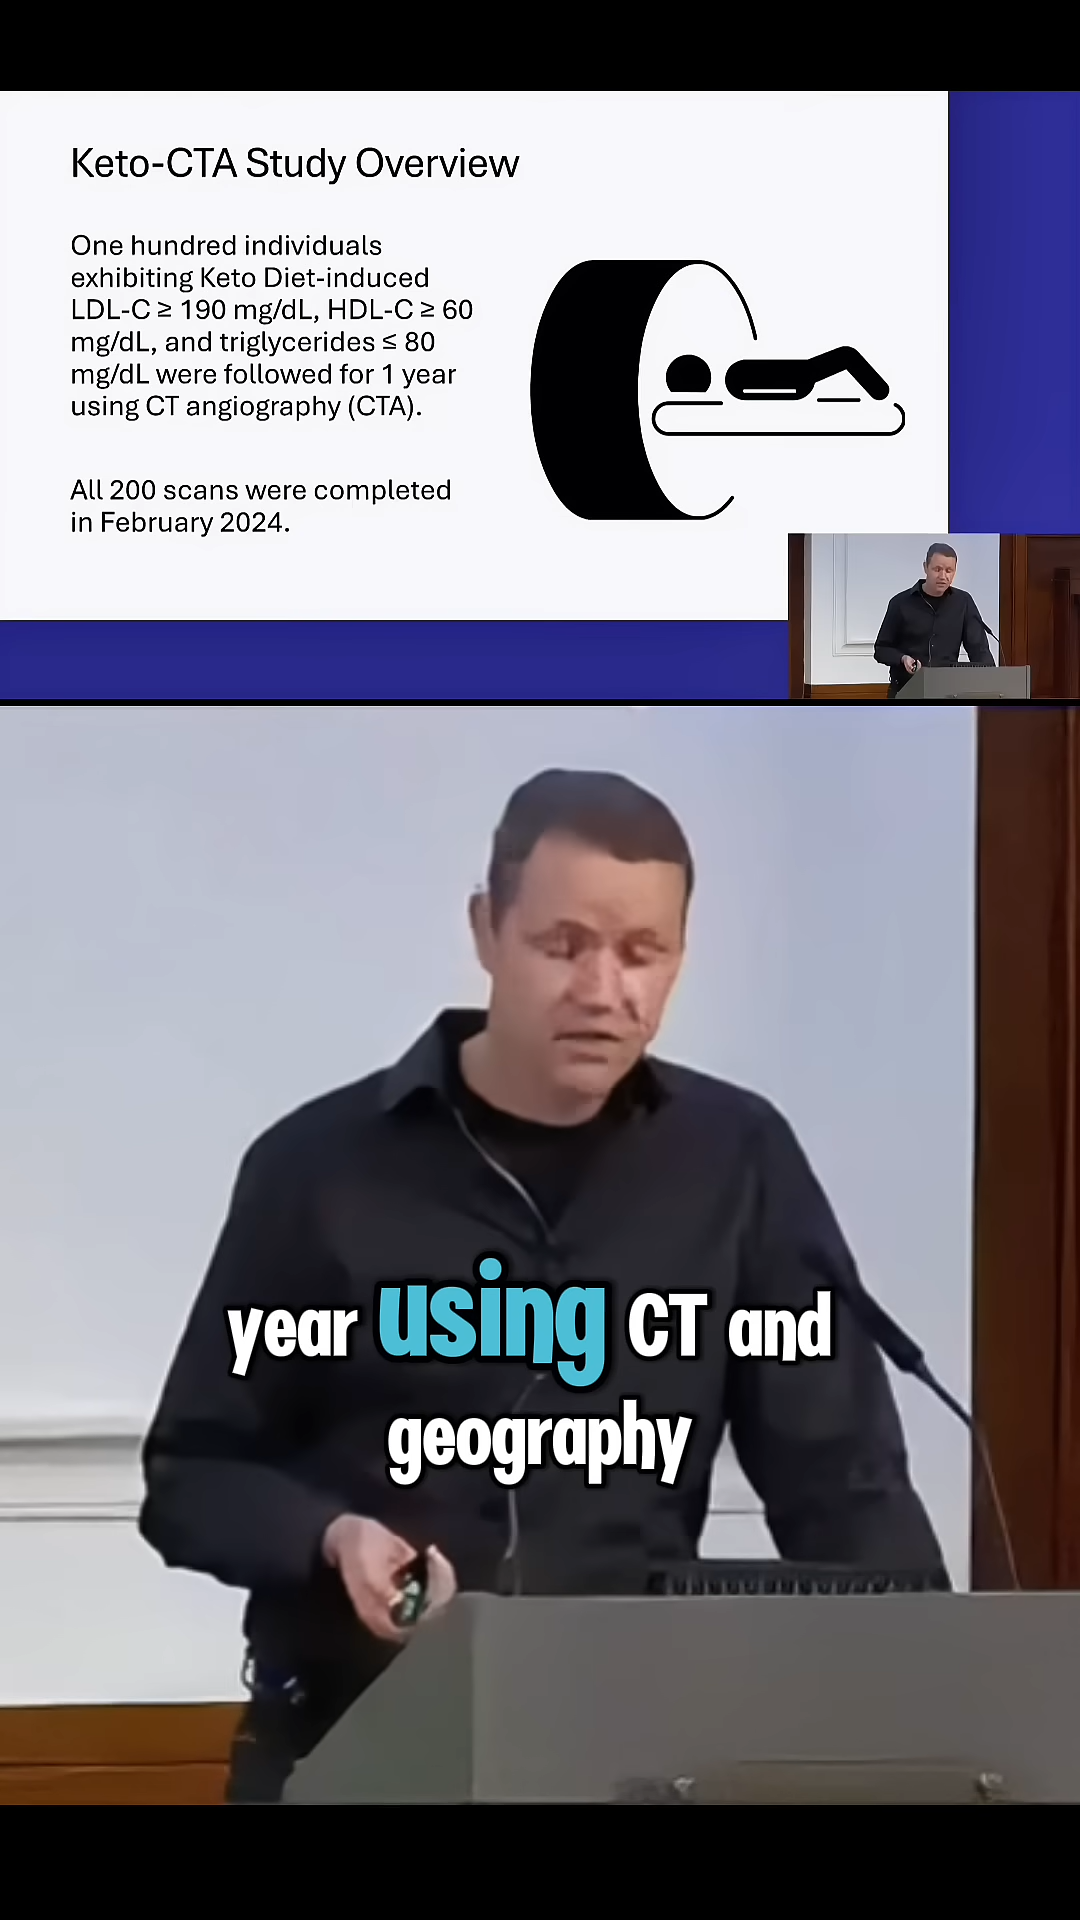 Keto-CTA Study Overview
One hundred individuals
exhibiting Keto Diet-induced
LDL-C ≥ 190 mg/dL, HDL-C ≥ 60
mg/dL, and triglycerides ≤ 80
mg/dL were followed for 1 year
using CT angiography (CTA).
All 200 scans were completed
in February 2024.
year using CT and
geography